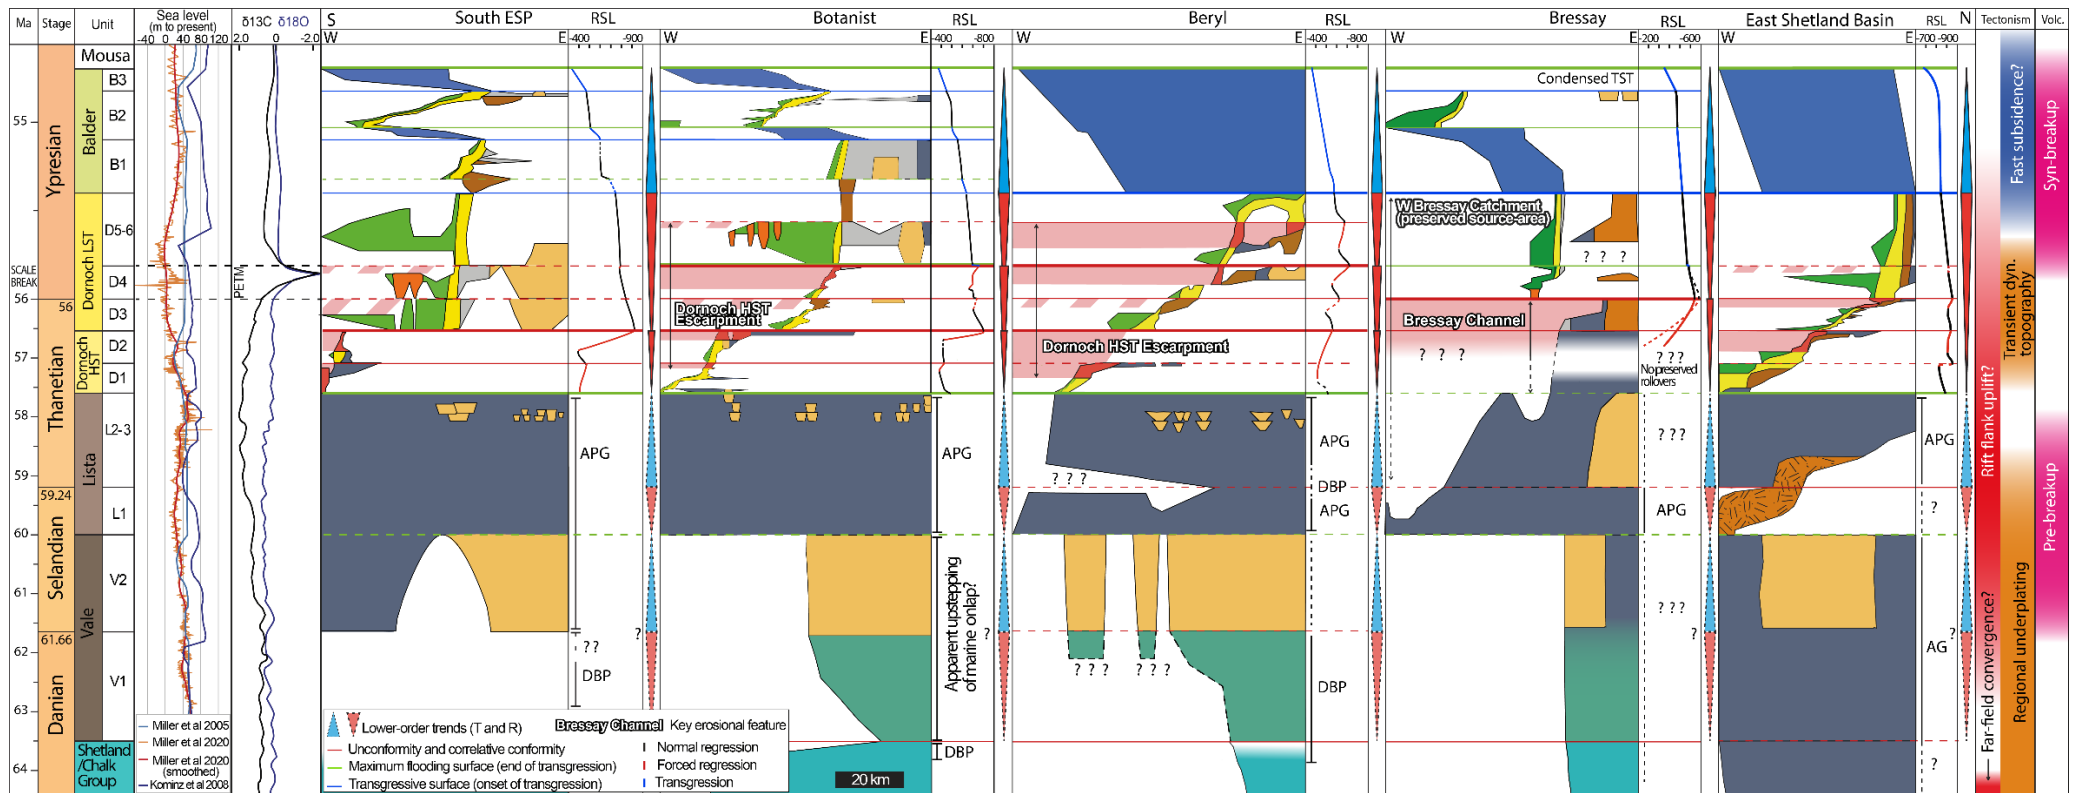 Ma
Stage
Unit
Sea level
(m to present)
-40 0 40 80 120
δ13C δ18O
2.0 0 -2.0
S
South ESP
RSL
W
E
-400 -900
Botanist
RSL
W
E
-400 -800
Beryl
RSL
W
E
-400 -800
Bressay
RSL
W
E
-200 -600
East Shetland Basin
RSL
N
W
E
-700 -900
Tectonism
Volc.
55
SCALE
BREAK
56
57
58
59
60
61
62
63
64
Ypresian
56
Thanetian
59.24
Selandian
61.66
Danian
Mousa
Balder
B3
B2
B1
Dornoch LST
D5-6
D4
D3
Dornoch
HST
D2
D1
Lista
L2-3
L1
Vale
V2
V1
Shetland
/Chalk
Group
PETM
Miller et al 2005
Miller et al 2020
Miller et al 2020
(smoothed)
Kominz et al 2008
APG
? ?
DBP
?
Dornoch HST
Escarpment
APG
Apparent upstepping
of marine onlap?
DBP
?
Dornoch HST Escarpment
? ? ?
? ? ?
? ? ?
APG
DBP
APG
DBP
Condensed TST
W Bressay Catchment
(preserved source-area)
? ? ?
Bressay Channel
? ? ?
? ? ?
No preserved
rollovers
? ? ?
APG
? ? ?
?
APG
?
AG
?
?
Fast subsidence?
Transient dyn.
topography
Rift flank uplift?
Regional underplating
Far-field convergence?
Syn-breakup
Pre-breakup
Lower-order trends (T and R)
Bressay Channel Key erosional feature
Unconformity and correlative conformity
Normal regression
Maximum flooding surface (end of transgression)
Forced regression
Transgressive surface (onset of transgression)
Transgression
20 km